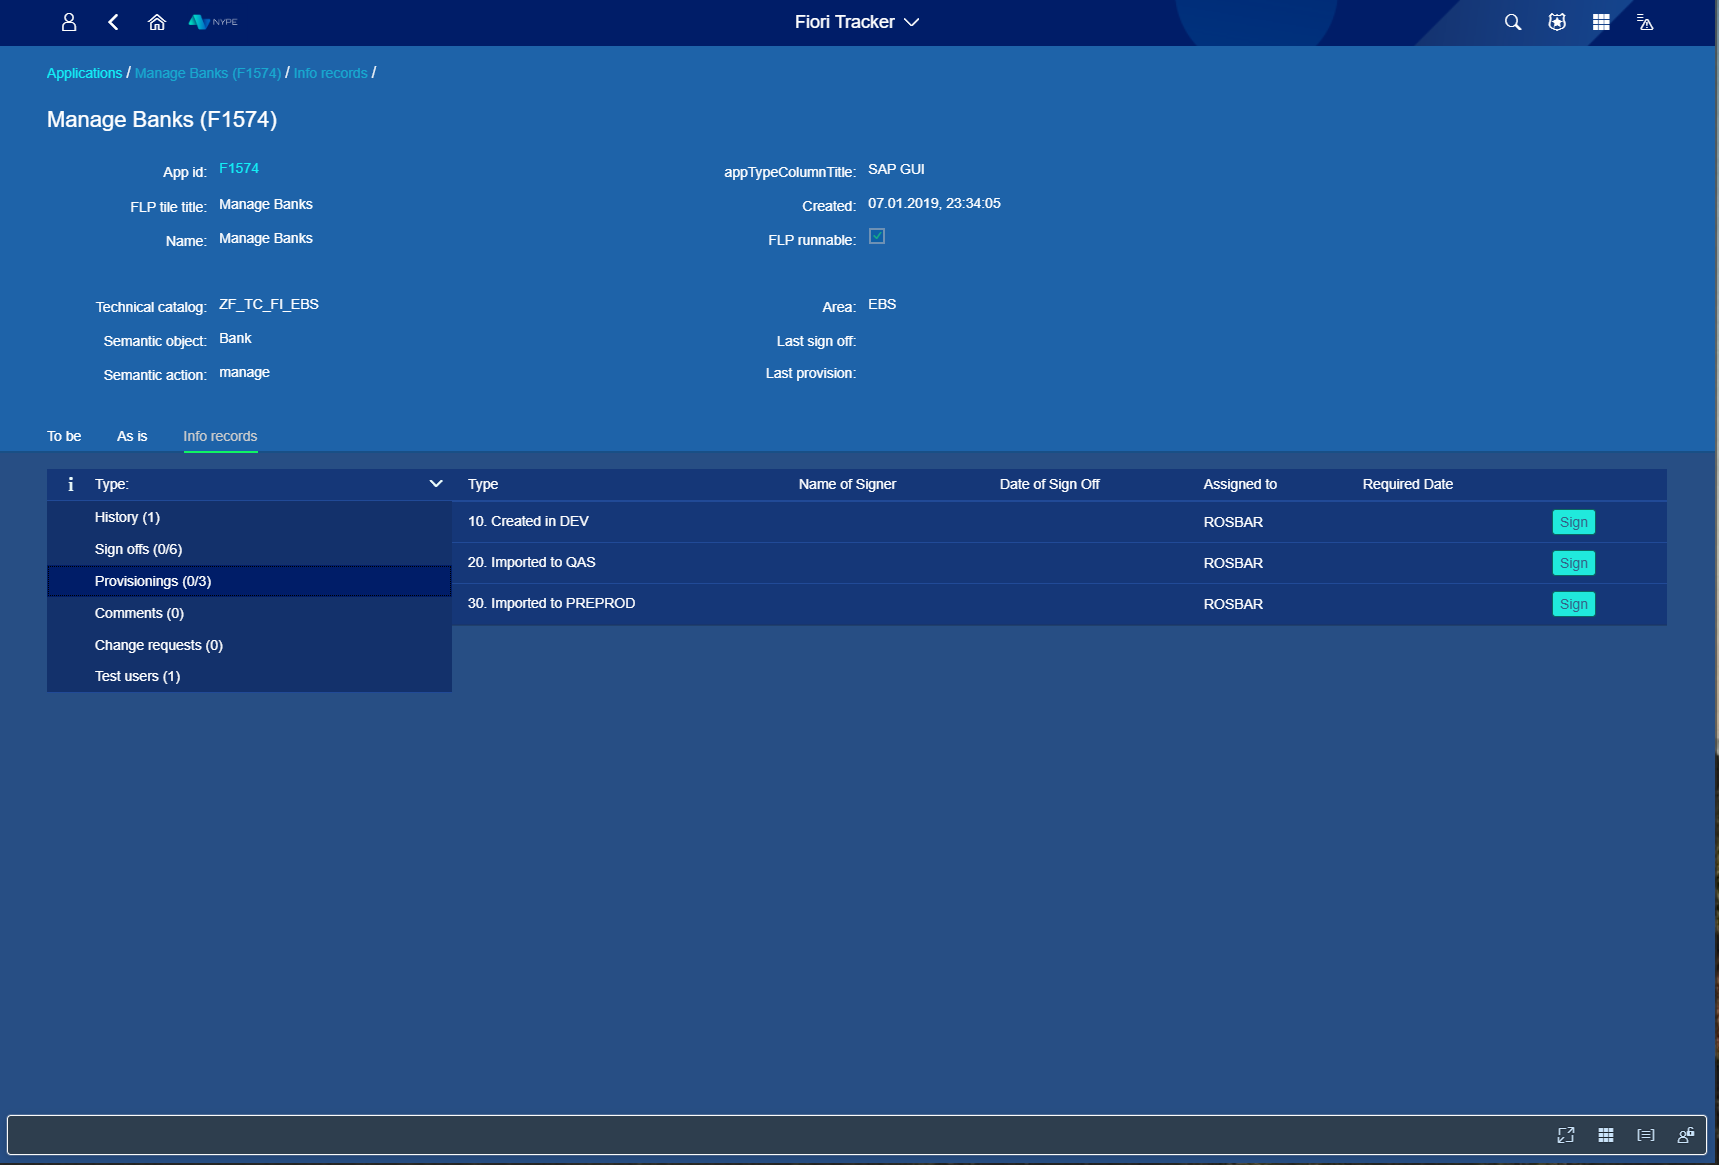 NYPE
Fiori Tracker
Applications / Manage Banks (F1574) / Info records /
Manage Banks (F1574)
App id: F1574
appTypeColumnTitle: SAP GUI
FLP tile title: Manage Banks
Created: 07.01.2019, 23:34:05
Name: Manage Banks
FLP runnable:
Technical catalog: ZF_TC_FI_EBS
Area: EBS
Semantic object: Bank
Last sign off:
Semantic action: manage
Last provision:
To be As is Info records
Type:
History (1)
Sign offs (0/6)
Provisionings (0/3)
Comments (0)
Change requests (0)
Test users (1)
Type Name of Signer Date of Sign Off Assigned to Required Date
10. Created in DEV ROSBAR Sign
20. Imported to QAS ROSBAR Sign
30. Imported to PREPROD ROSBAR Sign